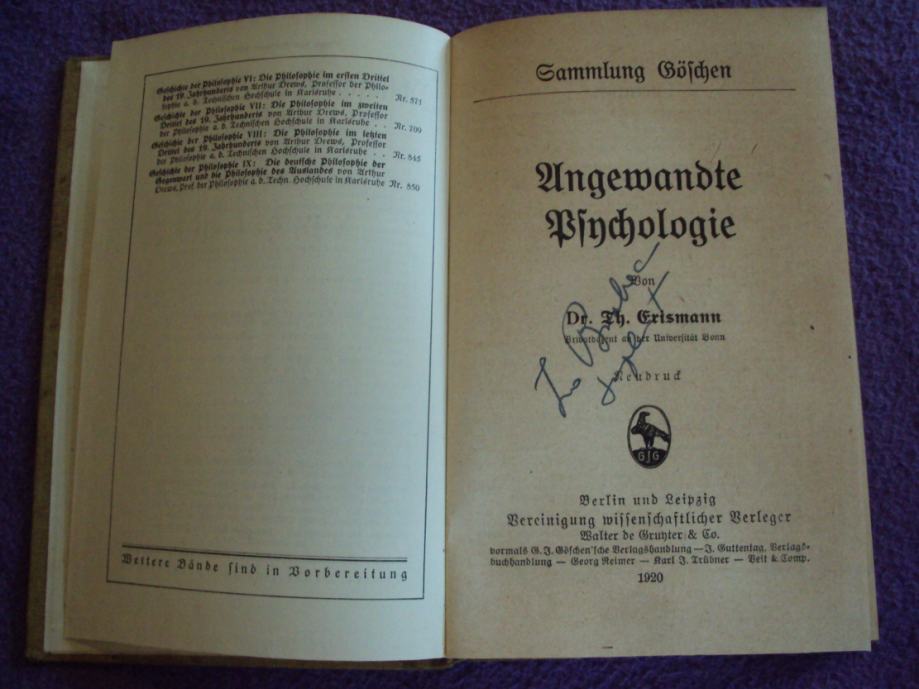 Geschichte der Philosophie VI: Die Philosophie im ersten Drittel
des 19. Jahrhunderts von Arthur Drews, Professor der Philo-
sophie a. d. Technischen Hochschule in Karlsruhe . . . . . Nr. 571
Geschichte der Philosophie VII: Die Philosophie im zweiten
Drittel des 19. Jahrhunderts von Arthur Drews, Professor
der Philosophie a. d. Technischen Hochschule in Karlsruhe . . Nr. 709
Geschichte der Philosophie VIII: Die Philosophie im letzten
Drittel des 19. Jahrhunderts von Arthur Drews, Professor
der Philosophie a. d. Technischen Hochschule in Karlsruhe . . Nr. 845
Geschichte der Philosophie IX: Die deutsche Philosophie der
Gegenwart und die Philosophie des Auslandes von Arthur
Drews, Prof. der Philosophie a. d. Techn. Hochschule in Karlsruhe Nr. 850
Weitere Bände sind in Vorbereitung
Sammlung Göschen
Angewandte
Psychologie
Von
Dr. Th. Erismann
Privatdozent an der Universität Bonn
Neudruck
GJG
Berlin und Leipzig
Vereinigung wissenschaftlicher Verleger
Walter de Gruyter & Co.
vormals G. J. Göschen'sche Verlagshandlung — J. Guttentag, Verlags-
buchhandlung — Georg Reimer — Karl J. Trübner — Veit & Comp.
1920